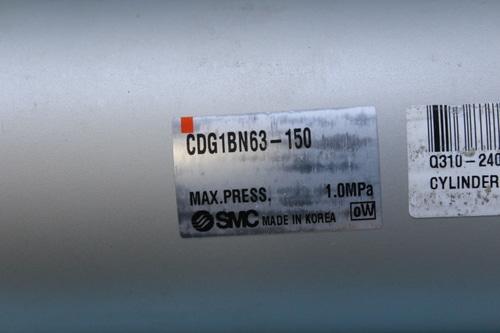 CDG1BN63-150
MAX.PRESS. 1.0MPa
SMC MADE IN KOREA oW
Q310-240
CYLINDER